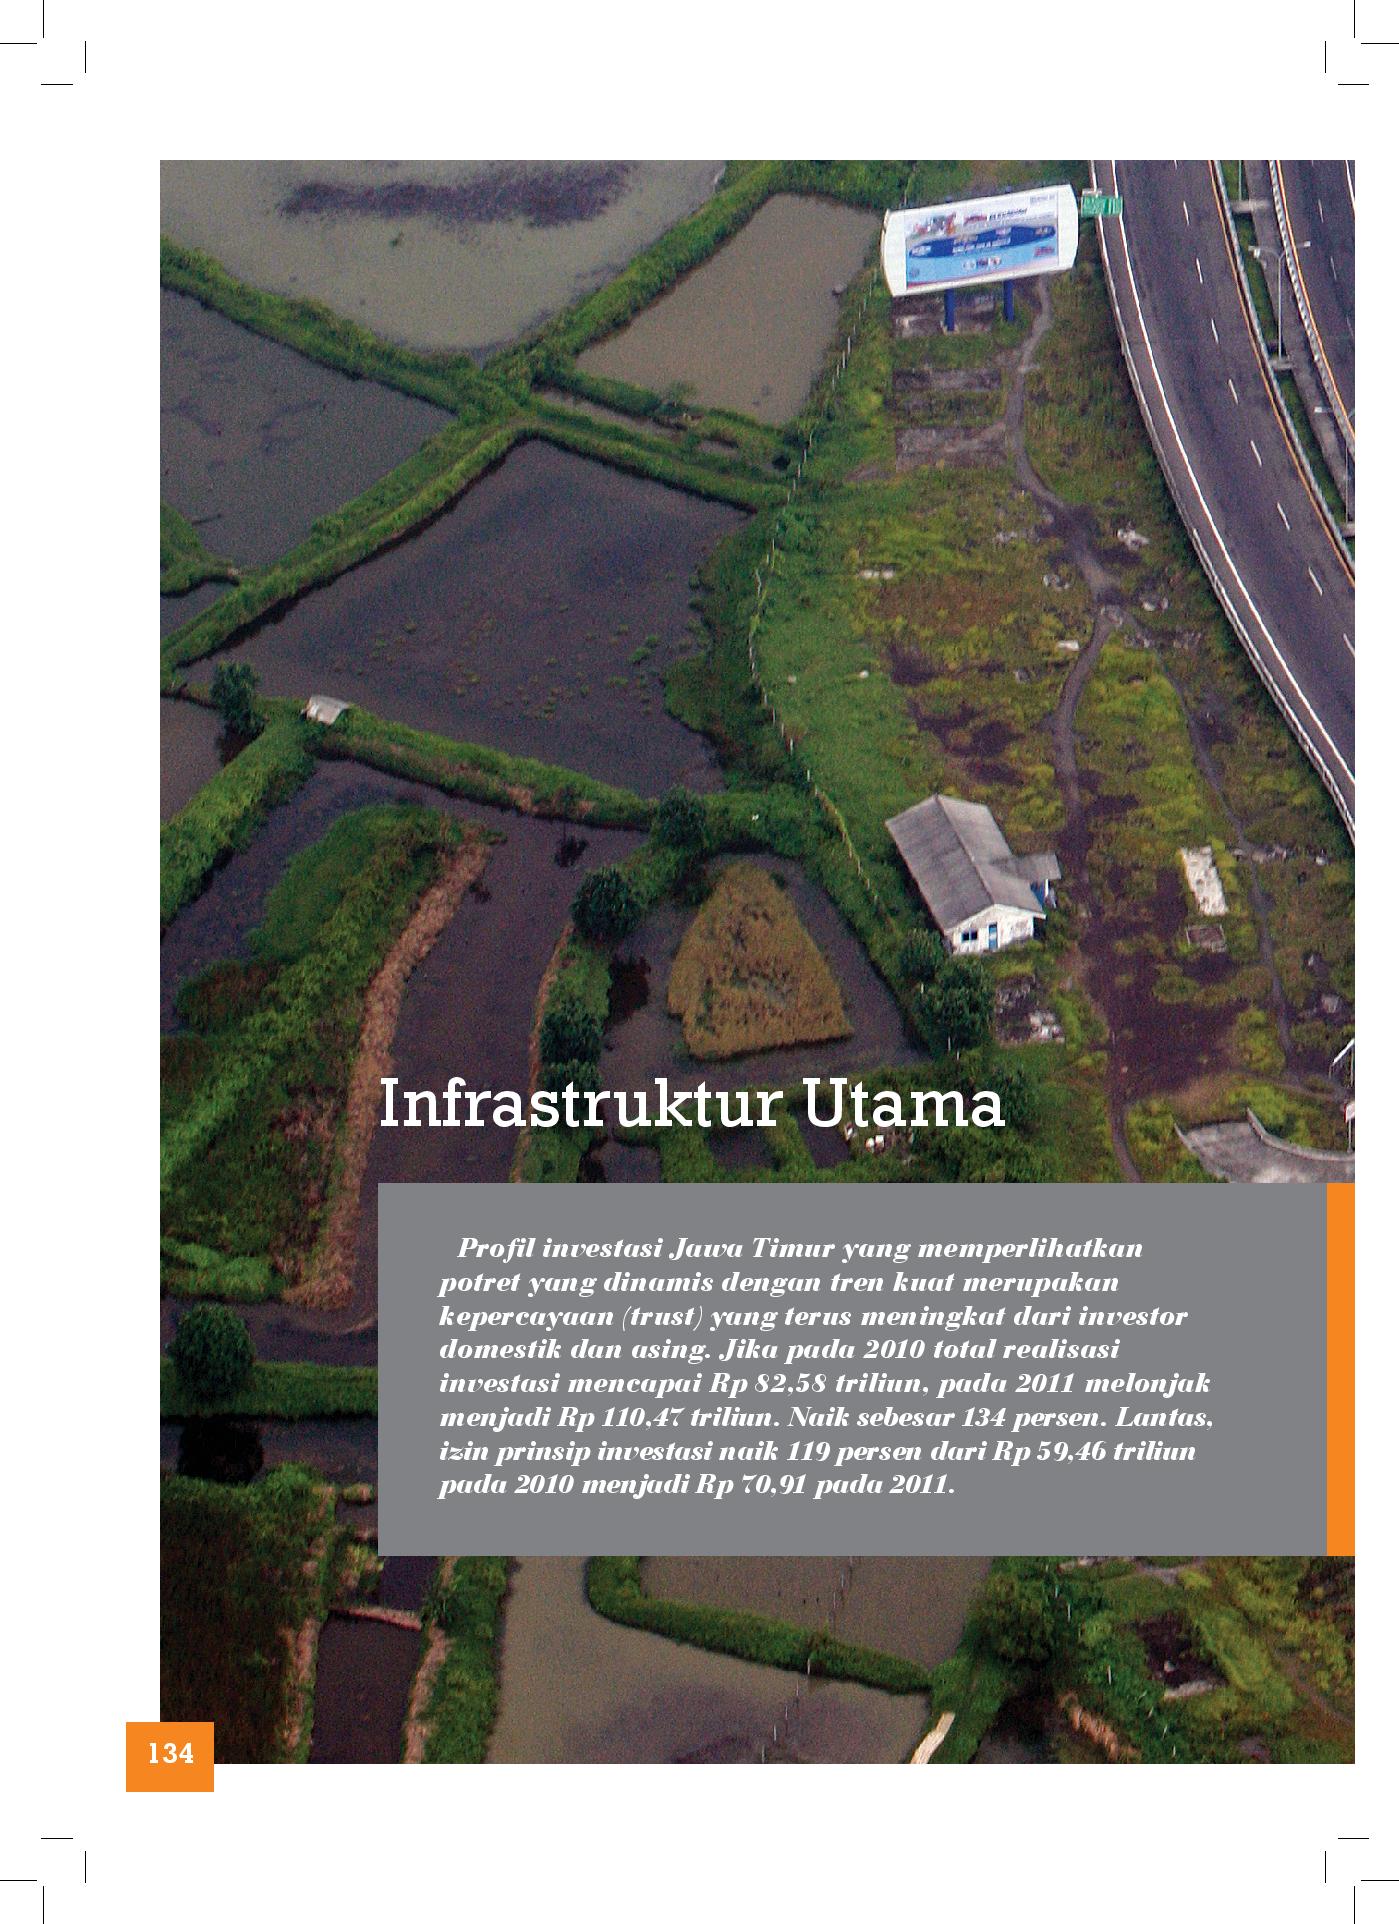 Infrastruktur Utama
Profil investasi Jawa Timur yang memperlihatkan
potret yang dinamis dengan tren kuat merupakan
kepercayaan (trust) yang terus meningkat dari investor
domestik dan asing. Jika pada 2010 total realisasi
investasi mencapai Rp 82,58 triliun, pada 2011 melonjak
menjadi Rp 110,47 triliun. Naik sebesar 134 persen. Lantas,
izin prinsip investasi naik 119 persen dari Rp 59,46 triliun
pada 2010 menjadi Rp 70,91 pada 2011.
134